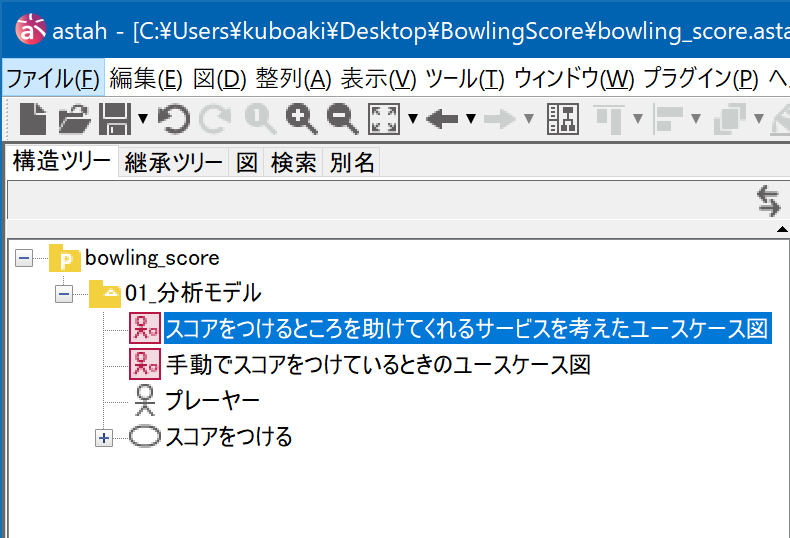 astah - [C:¥Users¥kuboaki¥Desktop¥BowlingScore¥bowling_score.asta
ファイル(F) 編集(E) 図(D) 整列(A) 表示(V) ツール(T) ウィンドウ(W) プラグイン(P) ヘ
構造ツリー 継承ツリー 図 検索 別名
bowling_score
01_分析モデル
スコアをつけるところを助けてくれるサービスを考えたユースケース図
手動でスコアをつけているときのユースケース図
プレーヤー
スコアをつける